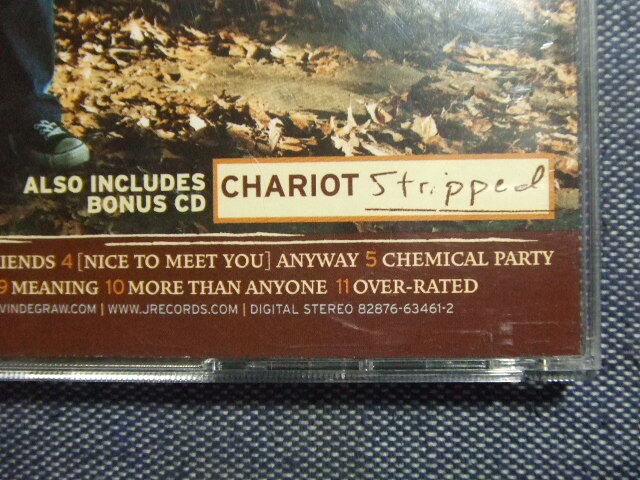 ALSO INCLUDES
BONUS CD
CHARIOT Stripped
IENDS 4 [NICE TO MEET YOU] ANYWAY 5 CHEMICAL PARTY
9 MEANING 10 MORE THAN ANYONE 11 OVER-RATED
VINDEGRAW.COM | WWW.JRECORDS.COM | DIGITAL STEREO 82876-63461-2